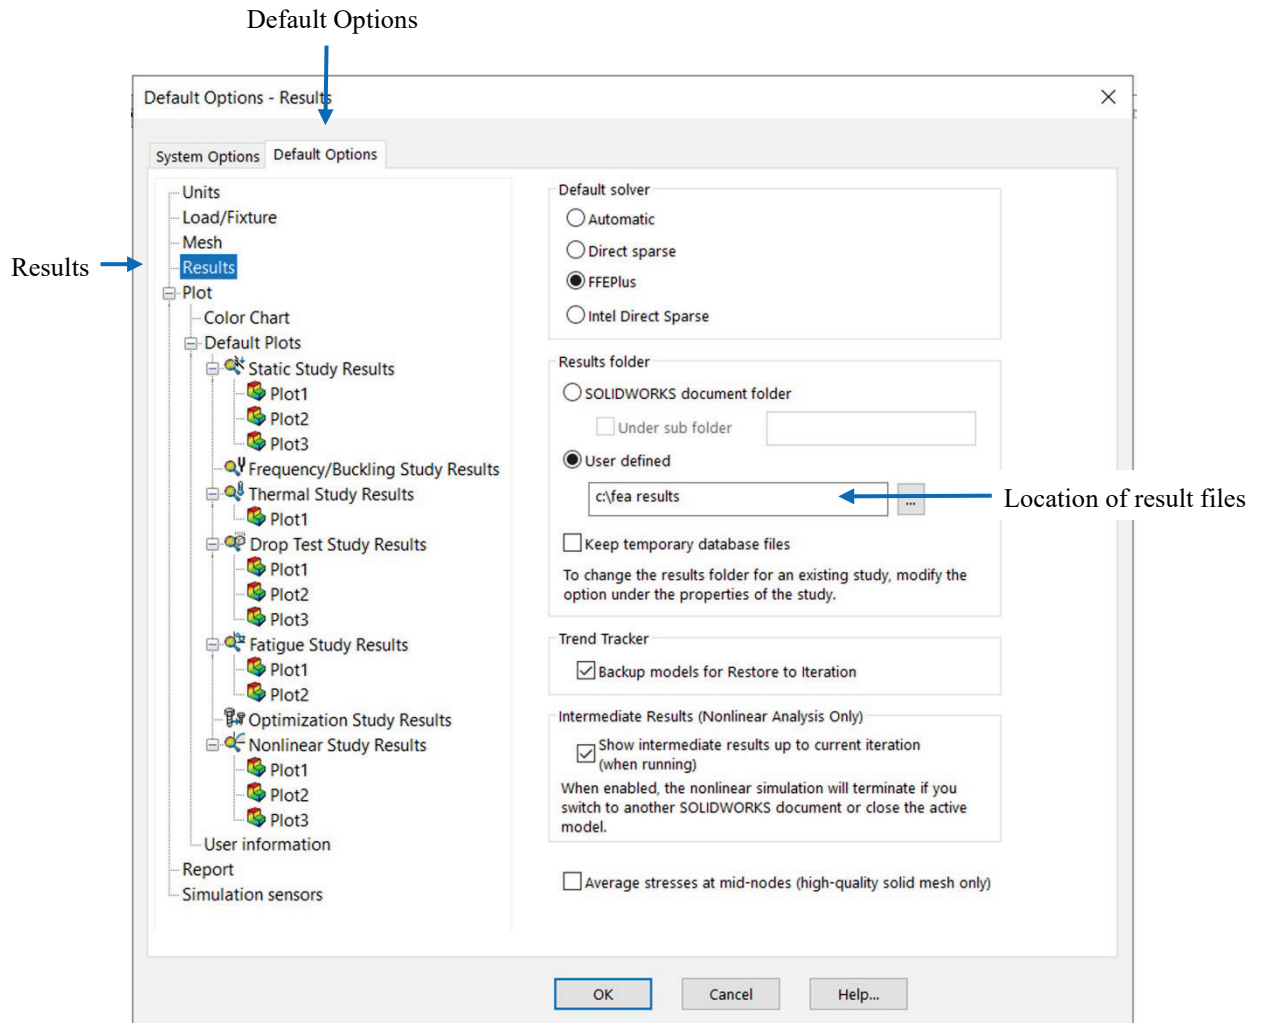 Default Options
Default Options - Results
System Options
Default Options
Results
Units
Load/Fixture
Mesh
Results
Plot
Color Chart
Default Plots
Static Study Results
Plot1
Plot2
Plot3
Frequency/Buckling Study Results
Thermal Study Results
Plot1
Drop Test Study Results
Plot1
Plot2
Plot3
Fatigue Study Results
Plot1
Plot2
Optimization Study Results
Nonlinear Study Results
Plot1
Plot2
Plot3
User information
Report
Simulation sensors
Default solver
Automatic
Direct sparse
FFEPlus
Intel Direct Sparse
Results folder
SOLIDWORKS document folder
Under sub folder
User defined
c:\fea results
...
Location of result files
Keep temporary database files
To change the results folder for an existing study, modify the
option under the properties of the study.
Trend Tracker
Backup models for Restore to Iteration
Intermediate Results (Nonlinear Analysis Only)
Show intermediate results up to current iteration
(when running)
When enabled, the nonlinear simulation will terminate if you
switch to another SOLIDWORKS document or close the active
model.
Average stresses at mid-nodes (high-quality solid mesh only)
OK
Cancel
Help...